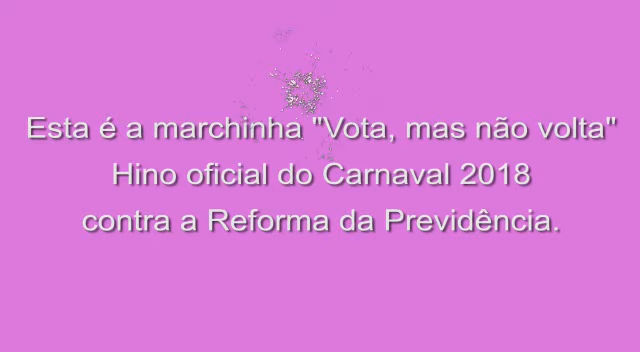 Esta é a marchinha "Vota, mas não volta"
Hino oficial do Carnaval 2018
contra a Reforma da Previdência.